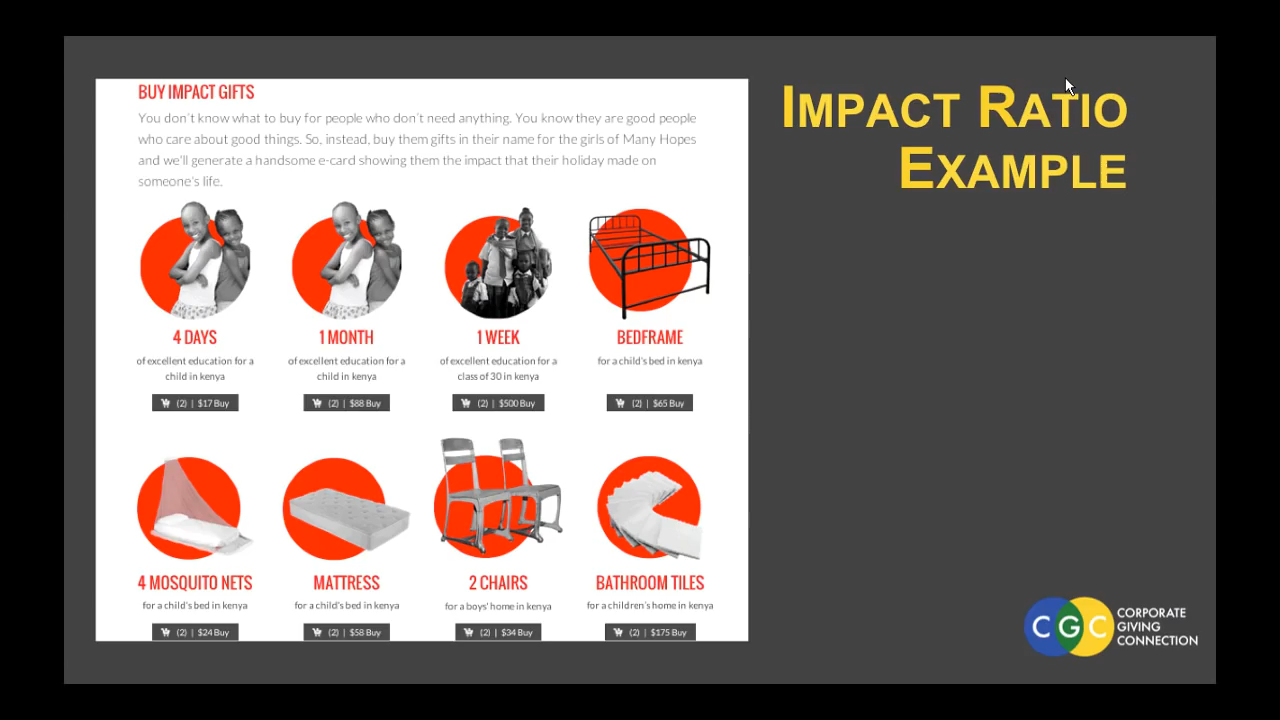 BUY IMPACT GIFTS
You don't know what to buy for people who don't need anything. You know they are good people
who care about good things. So, instead, buy them gifts in their name for the girls of Many Hopes
and we'll generate a handsome e-card showing them the impact that their holiday made on
someone's life.
IMPACT RATIO
EXAMPLE
4 DAYS
of excellent education for a
child in kenya
(2) | $17 Buy
1 MONTH
of excellent education for a
child in kenya
(2) | $88 Buy
1 WEEK
of excellent education for a
class of 30 in kenya
(2) | $500 Buy
BEDFRAME
for a child's bed in kenya
(2) | $65 Buy
4 MOSQUITO NETS
for a child's bed in kenya
(2) | $24 Buy
MATTRESS
for a child's bed in kenya
(2) | $58 Buy
2 CHAIRS
for a boys' home in kenya
(2) | $34 Buy
BATHROOM TILES
for a children's home in kenya
(2) | $175 Buy
CGC
CORPORATE
GIVING
CONNECTION